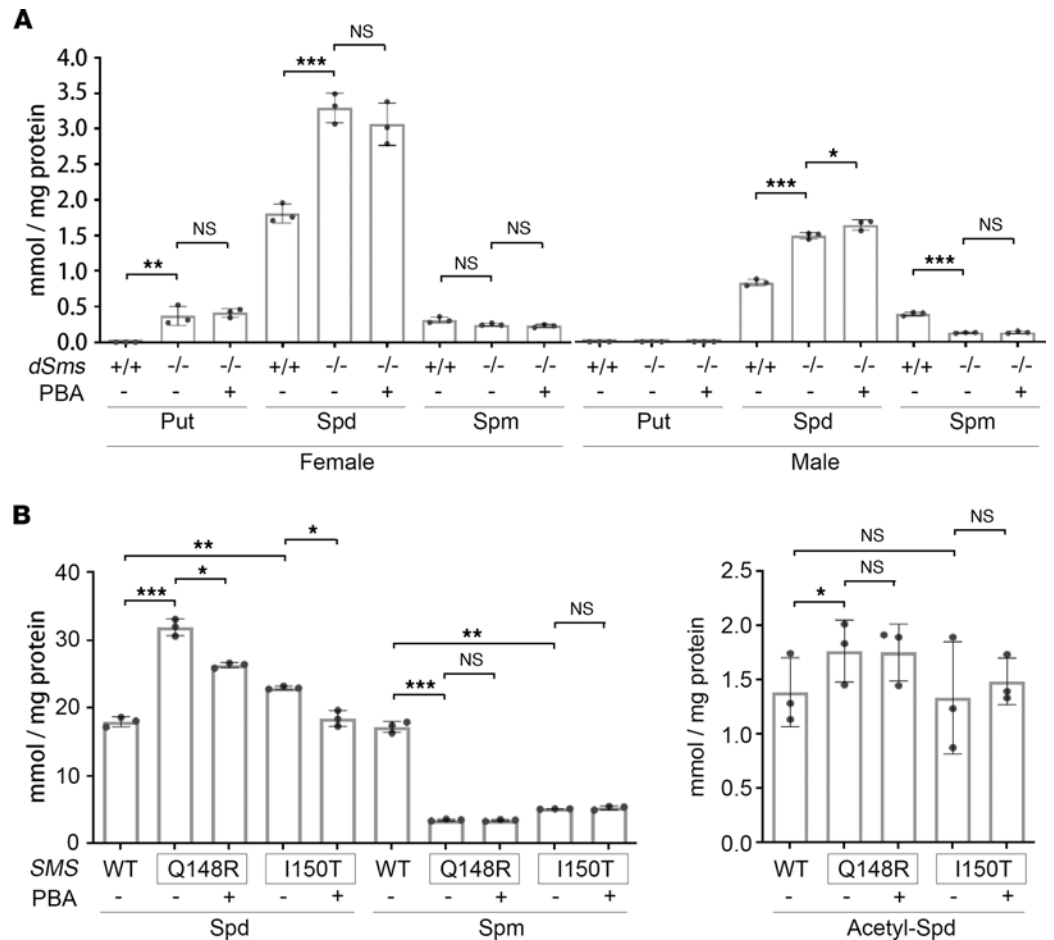 A
NS
4.0
***
3.5
3.0
2.5
*
2.0
***
NS
1.5
NS
**
NS
NS
***
1.0
0.5
0.0
mmol / mg protein
dSms +/+ -/- -/- +/+ -/- -/- +/+ -/- -/- +/+ -/- -/- +/+ -/- -/- +/+ -/- -/-
PBA - - + - - + - - + - - + - - + - - +
Put Spd Spm Put Spd Spm
Female Male
B
*
**
*
***
NS
**
NS
***
40
30
20
10
0
mmol / mg protein
SMS WT Q148R I150T WT Q148R I150T
PBA - - + - + - - + - +
Spd Spm
NS
NS
NS
*
2.5
2.0
1.5
1.0
0.5
0.0
mmol / mg protein
WT Q148R I150T
- - + - +
Acetyl-Spd